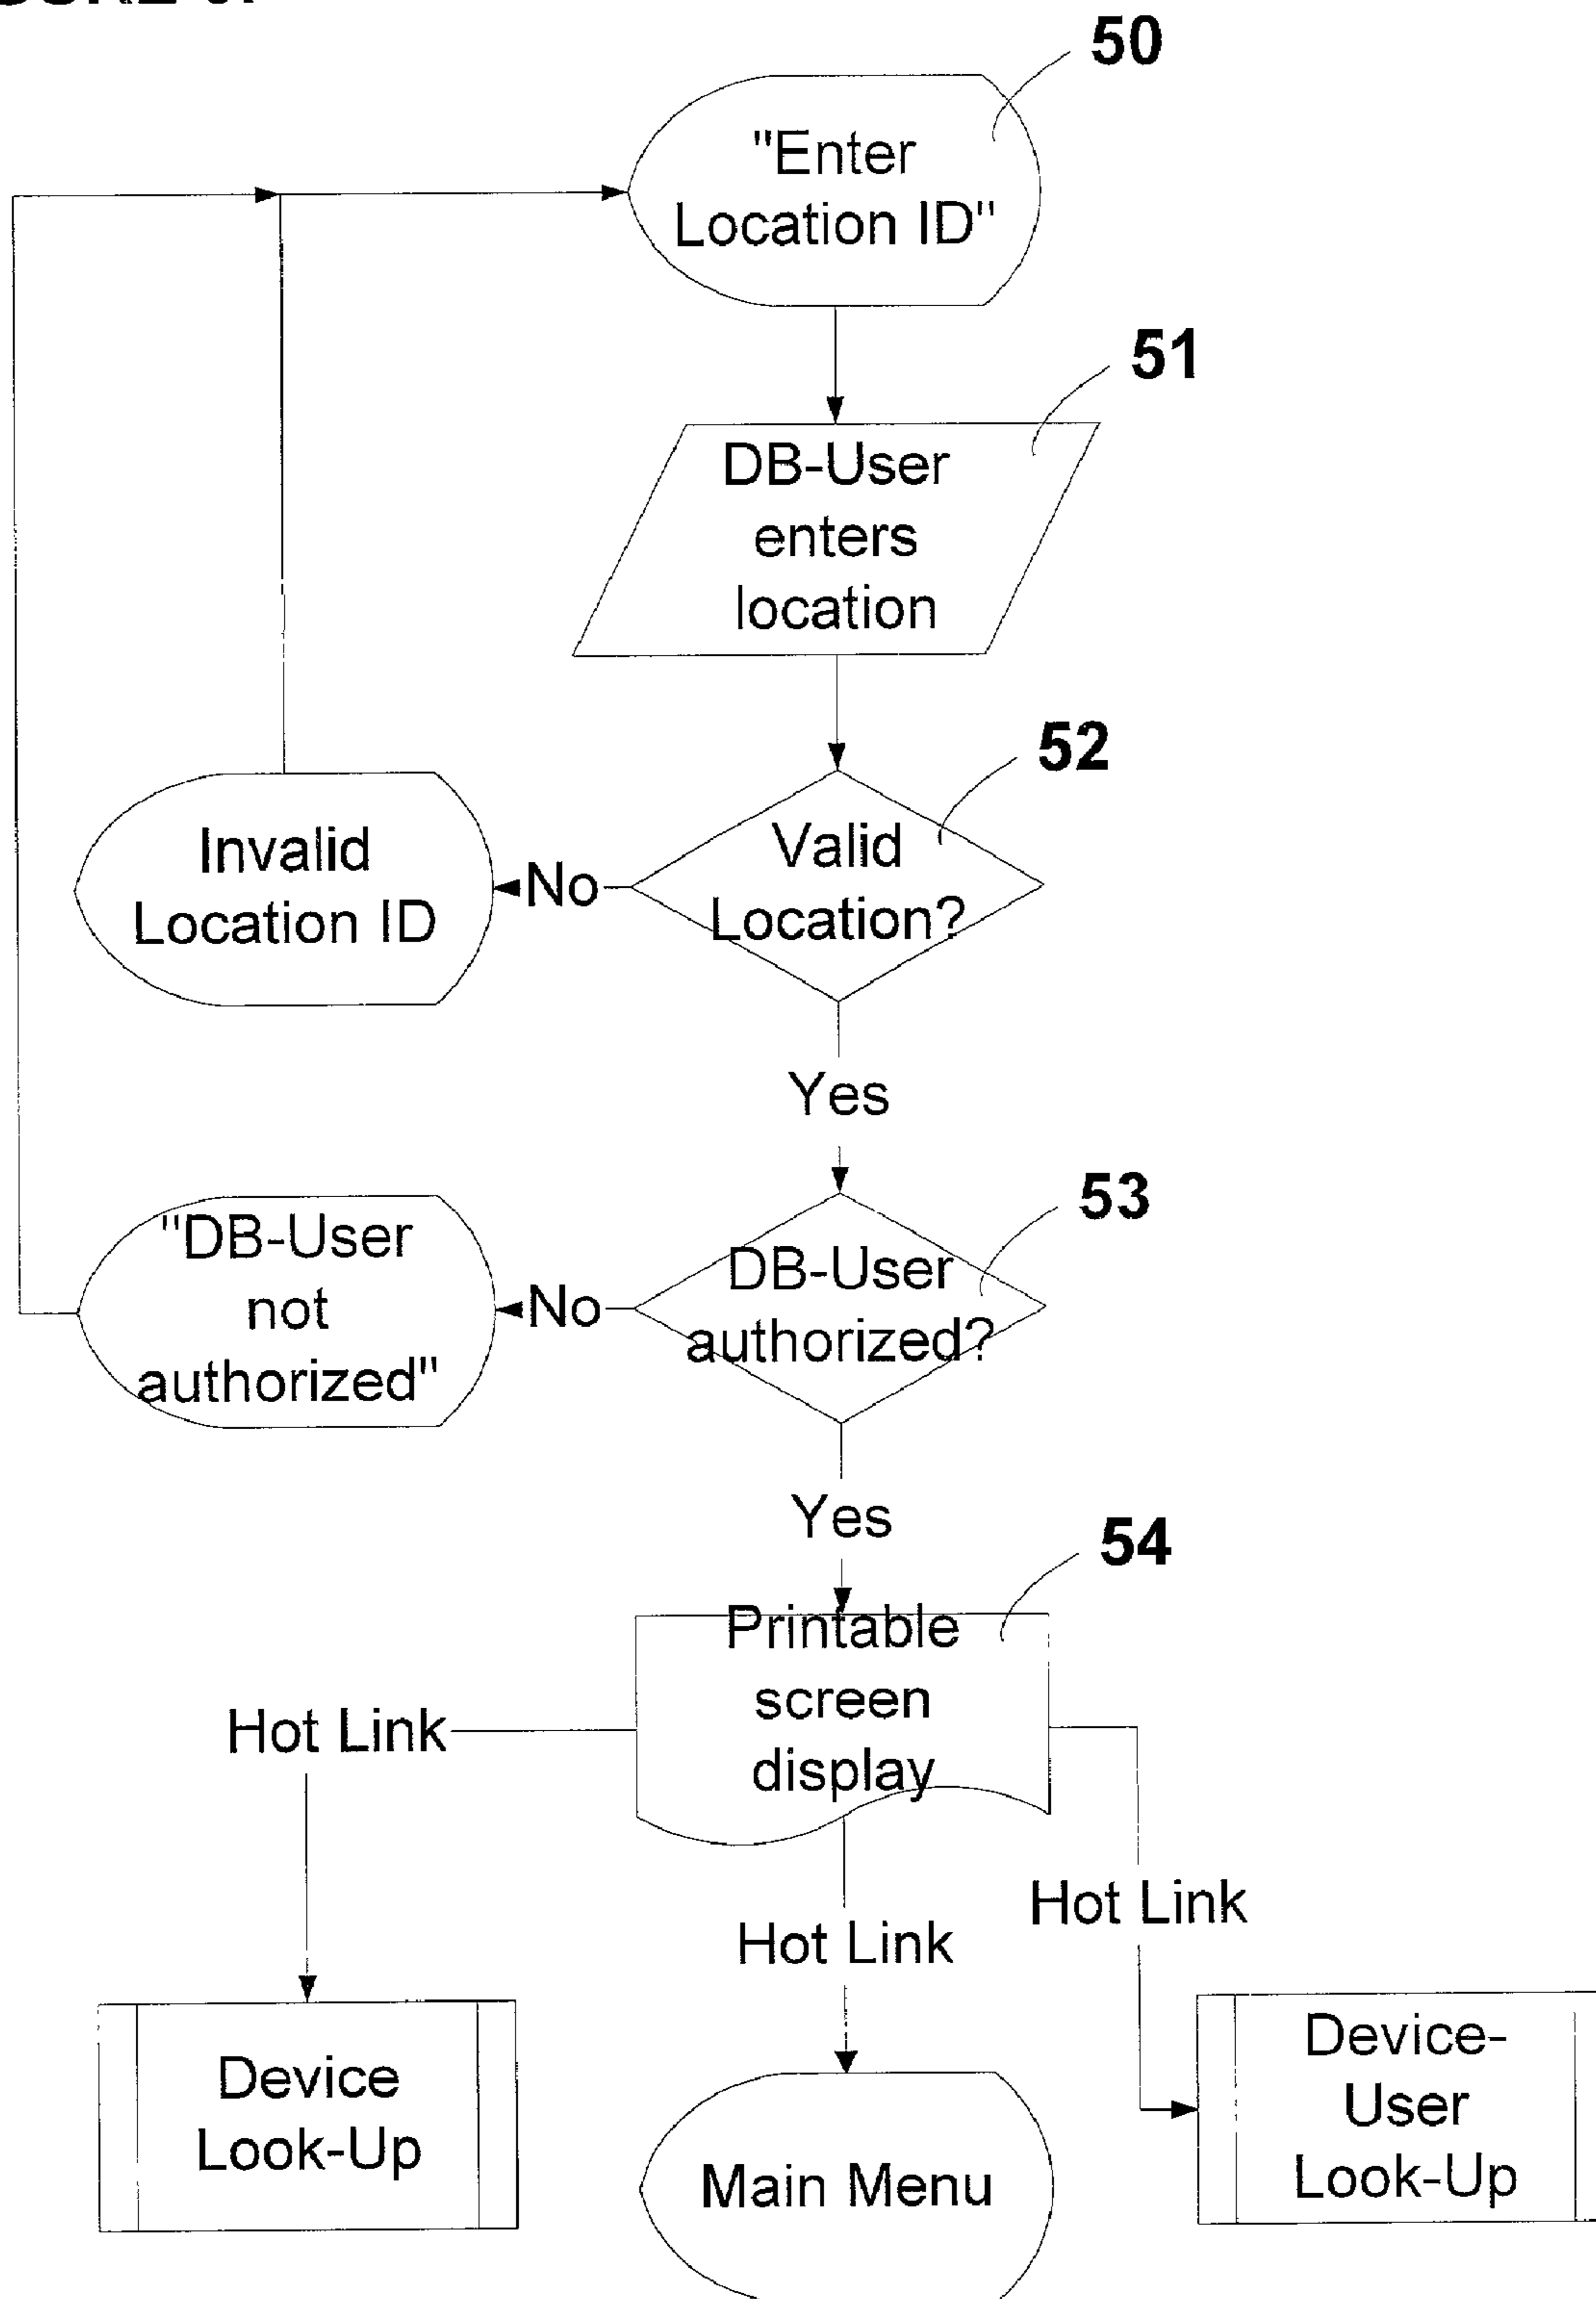 50
"Enter
Location ID"
51
DB-User
enters
location
52
Valid
Location?
No
Invalid
Location ID
Yes
53
DB-User
authorized?
No
"DB-User
not
authorized"
Yes
54
Printable
screen
display
Hot Link
Hot Link
Hot Link
Device
Look-Up
Main Menu
Device-
User
Look-Up